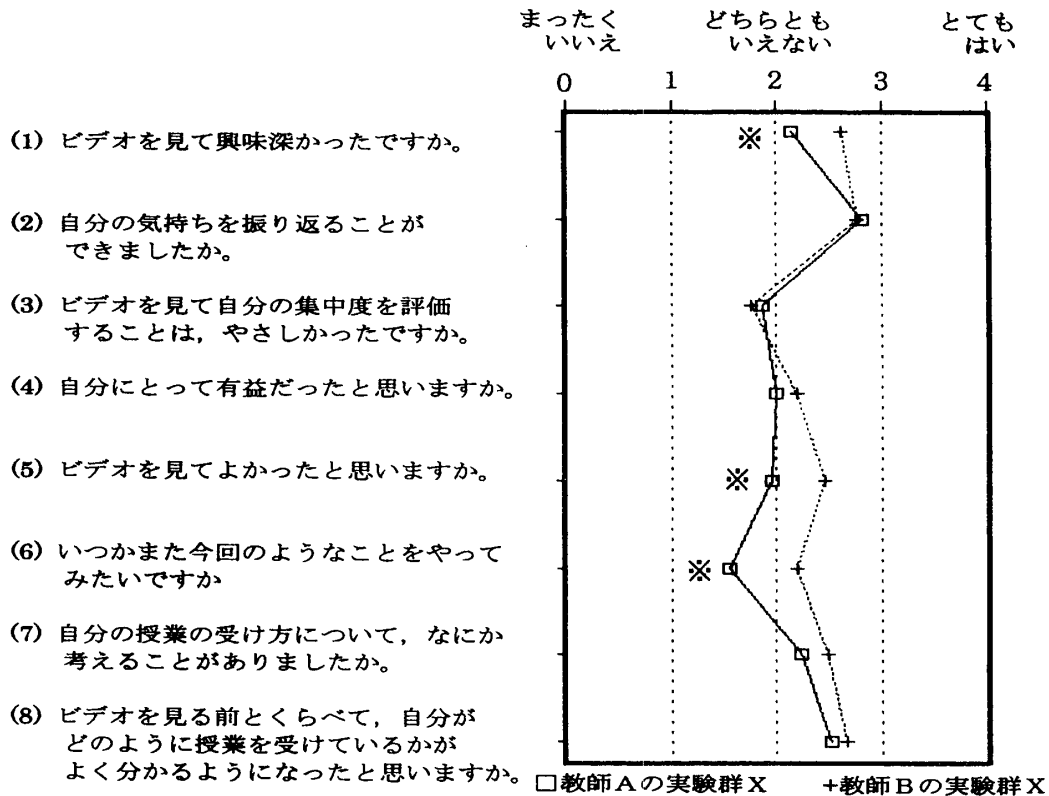 まったく どちらとも とても
いいえ いえない はい
0 1 2 3 4
(1) ビデオを見て興味深かったですか。
※
(2) 自分の気持ちを振り返ることが
できましたか。
(3) ビデオを見て自分の集中度を評価
することは，やさしかったですか。
(4) 自分にとって有益だったと思いますか。
(5) ビデオを見てよかったと思いますか。
※
(6) いつかまた今回のようなことをやって
みたいですか
※
(7) 自分の授業の受け方について，なにか
考えることがありましたか。
(8) ビデオを見る前とくらべて，自分が
どのように授業を受けているかが
よく分かるようになったと思いますか。
□教師Aの実験群X +教師Bの実験群X